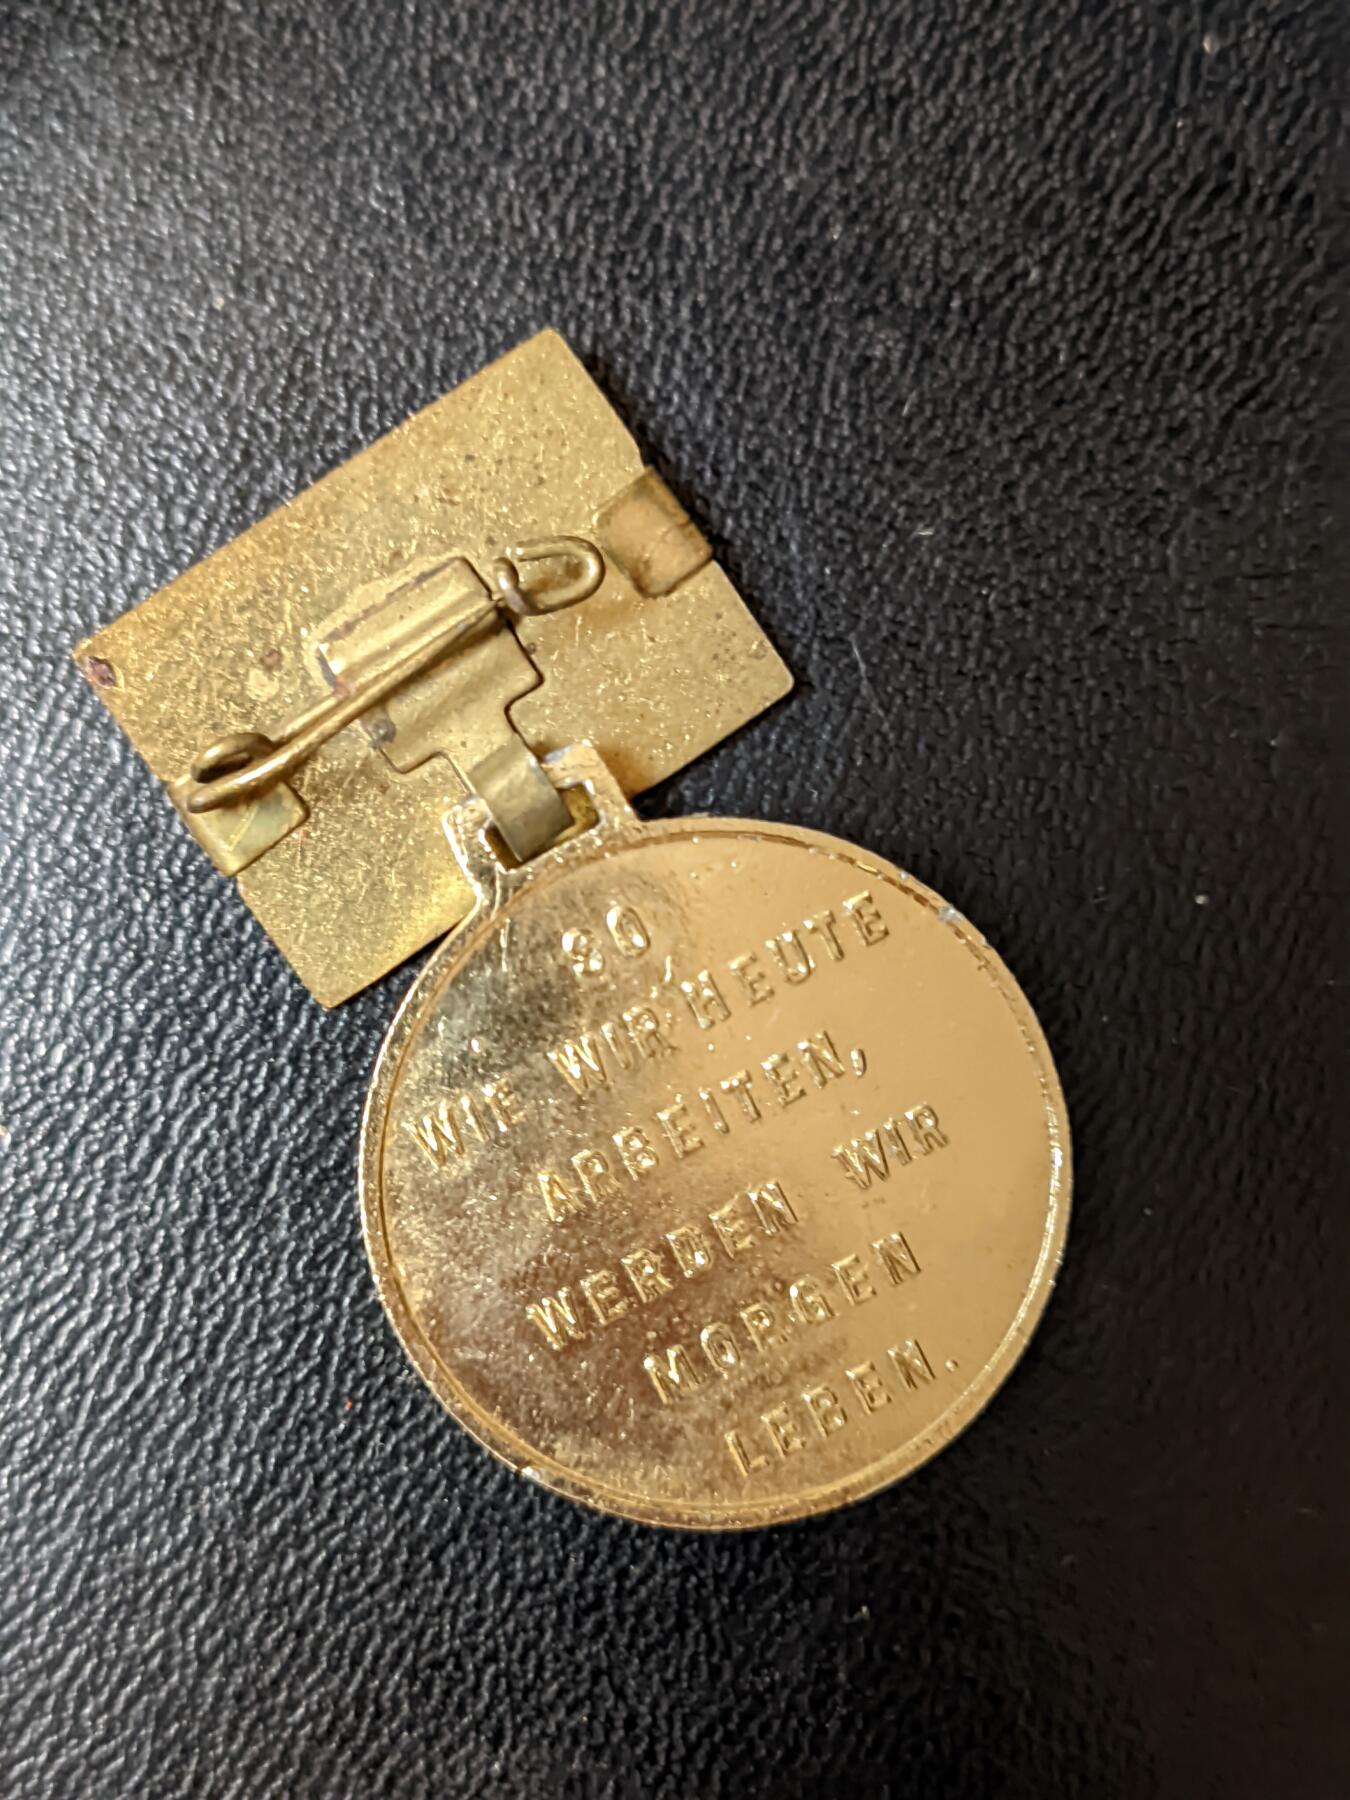 SO
WIE WIR HEUTE
ARBEITEN,
WERDEN WIR
MORGEN
LEBEN.